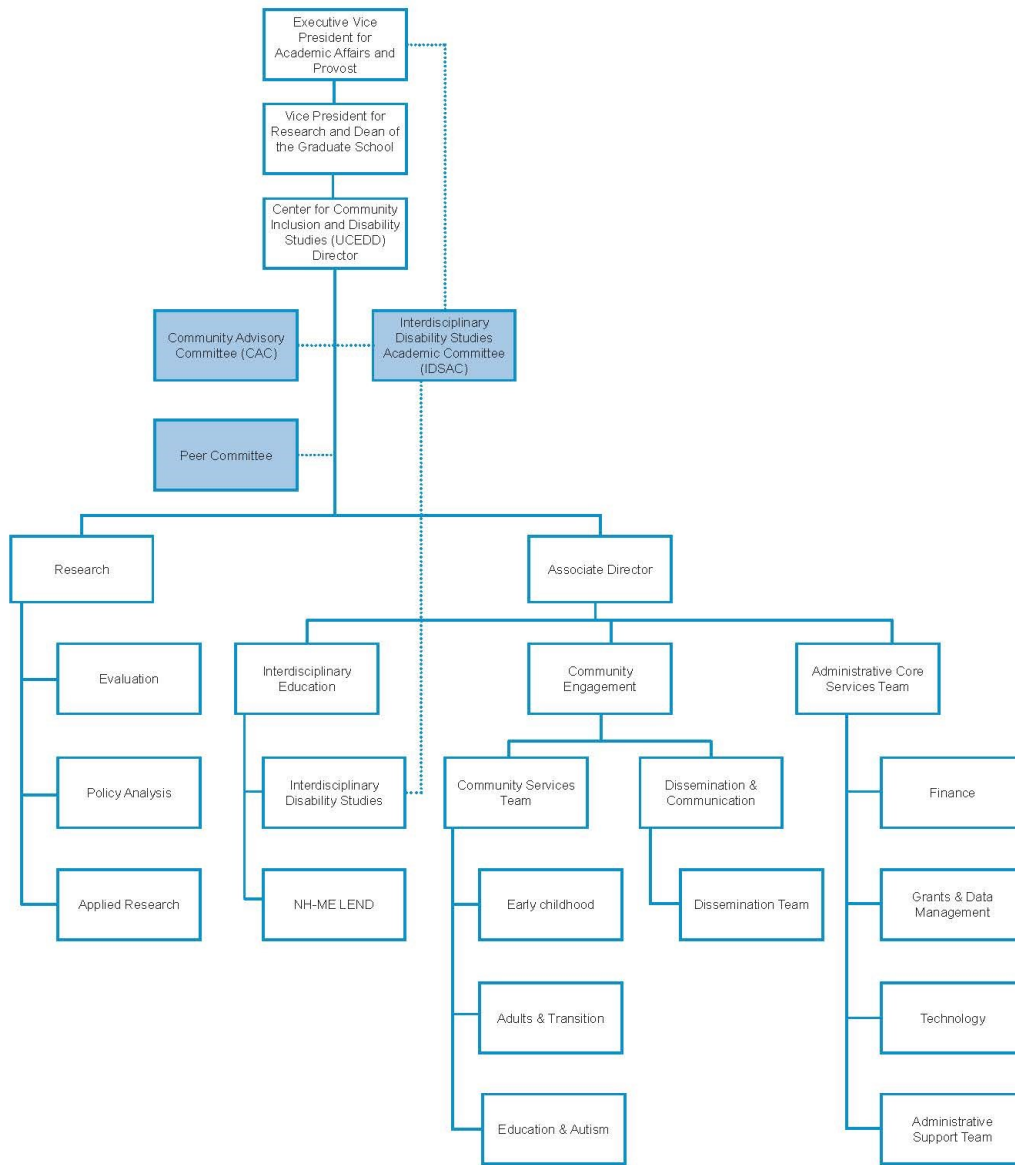 Executive Vice
President for
Academic Affairs and
Provost
Vice President for
Research and Dean of
the Graduate School
Center for Community
Inclusion and Disability
Studies (UCEDD)
Director
Community Advisory
Committee (CAC)
Interdisciplinary
Disability Studies
Academic Committee
(IDSAC)
Peer Committee
Research
Associate Director
Evaluation
Policy Analysis
Applied Research
Interdisciplinary
Education
Interdisciplinary
Disability Studies
NH-ME LEND
Community
Engagement
Community Services
Team
Early childhood
Adults & Transition
Education & Autism
Dissemination &
Communication
Dissemination Team
Administrative Core
Services Team
Finance
Grants & Data
Management
Technology
Administrative
Support Team